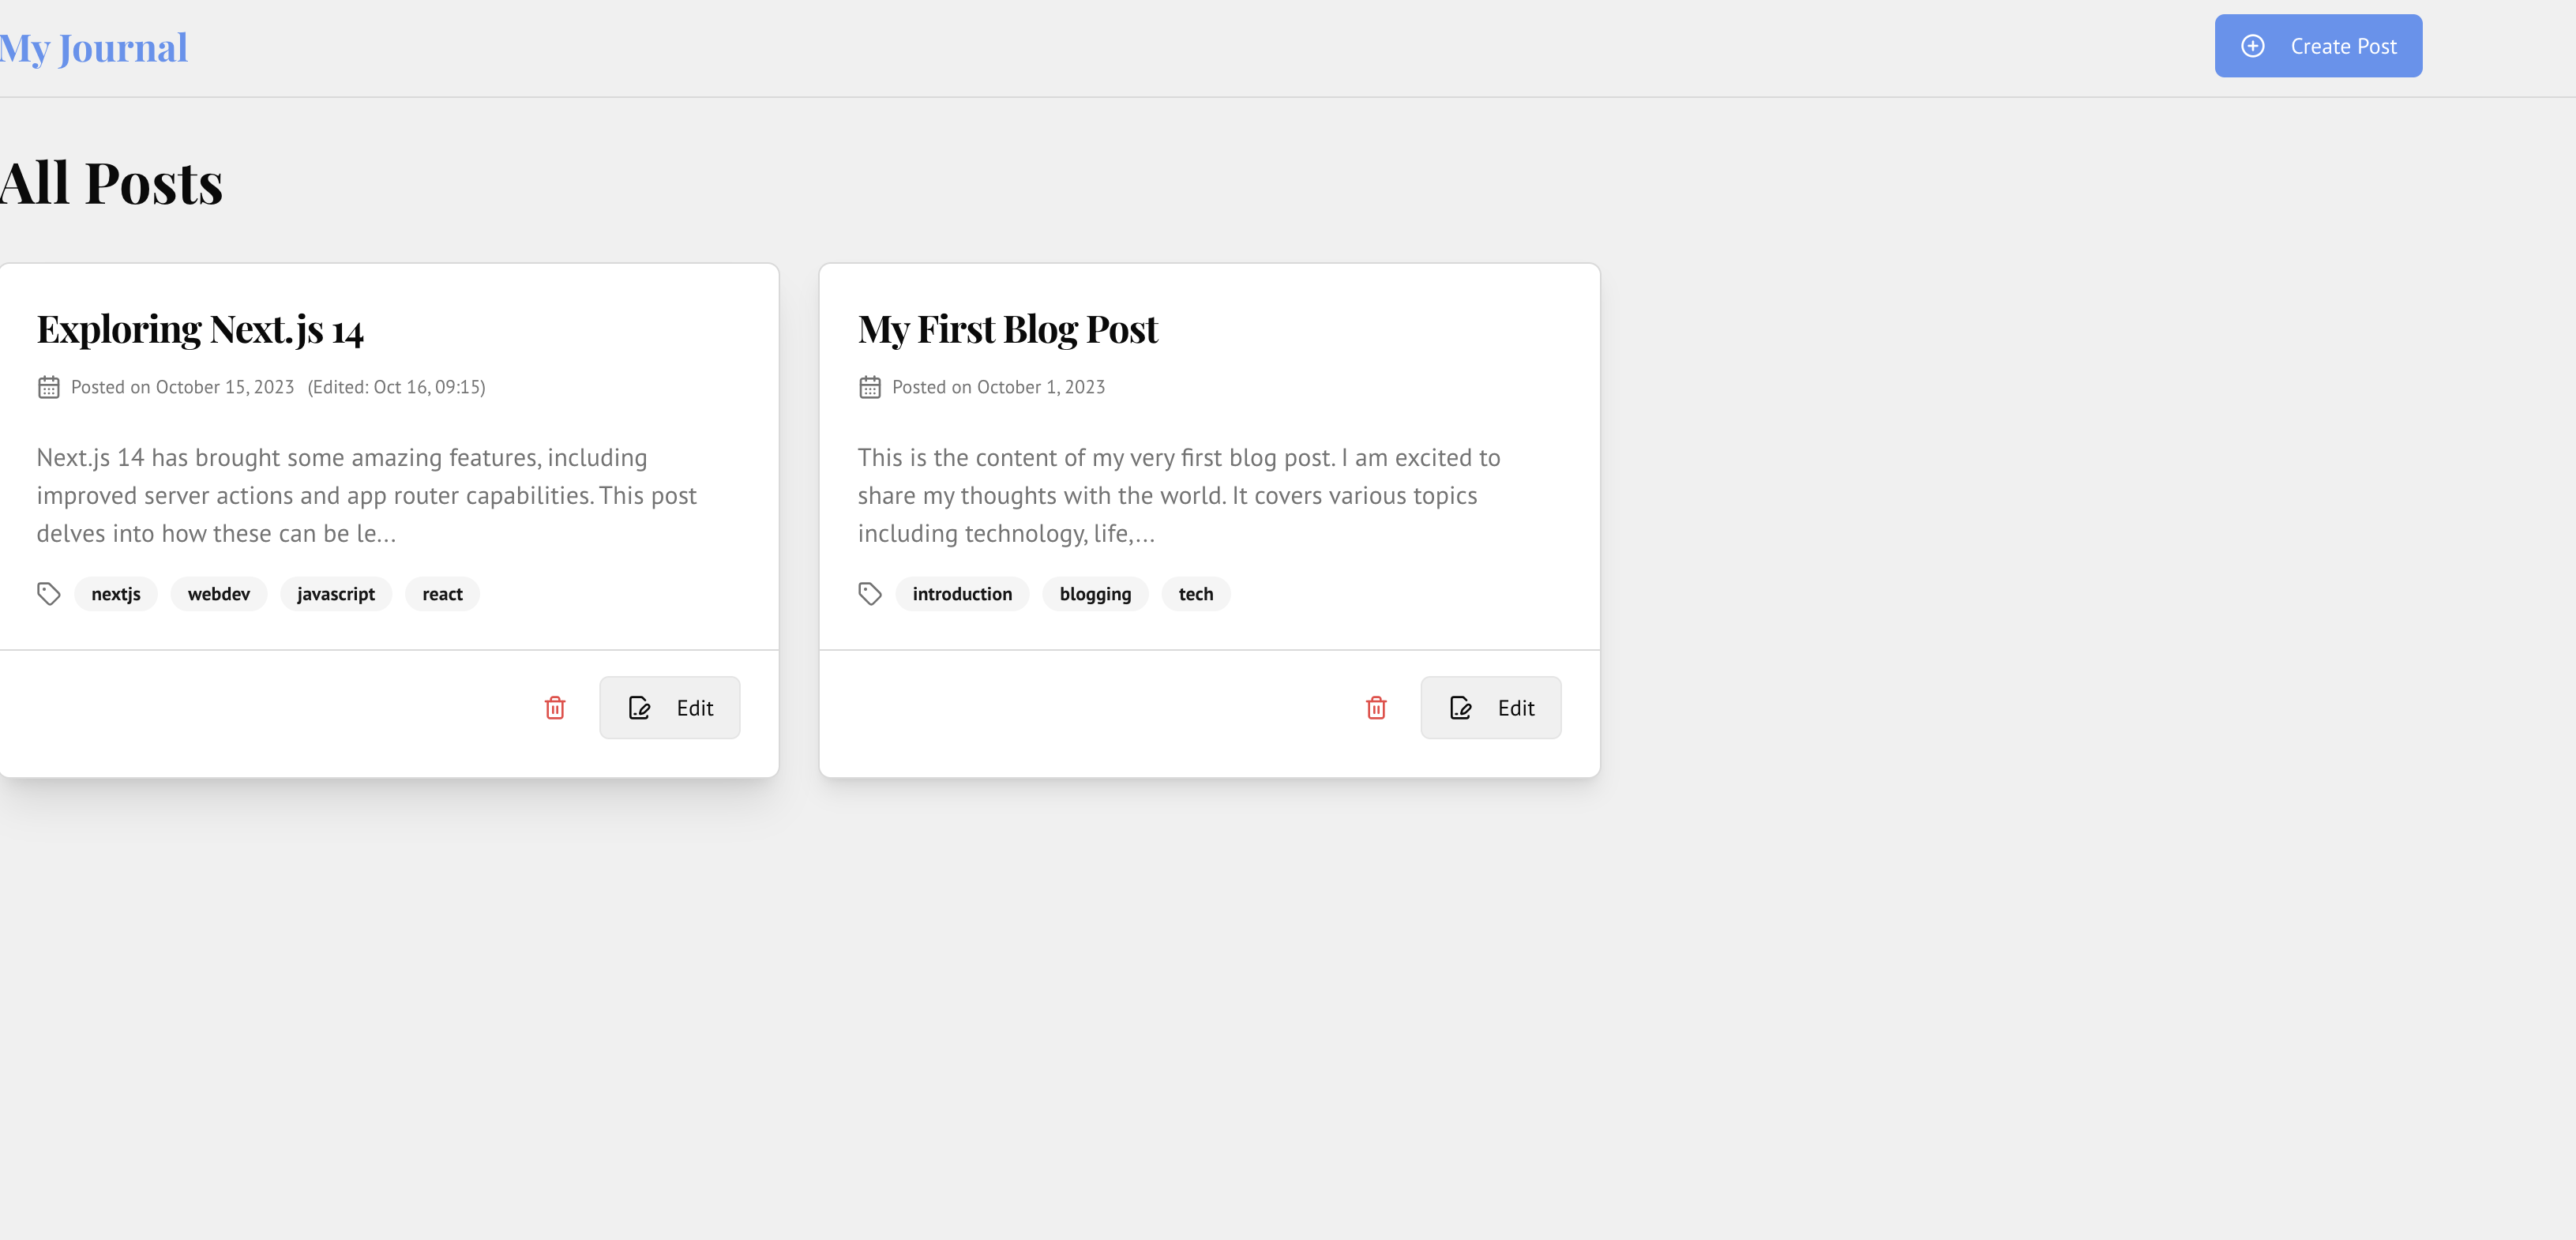 My Journal
Create Post
All Posts
Exploring Next.js 14
Posted on October 15, 2023 (Edited: Oct 16, 09:15)
Next.js 14 has brought some amazing features, including
improved server actions and app router capabilities. This post
delves into how these can be le...
nextjs webdev javascript react
Edit
My First Blog Post
Posted on October 1, 2023
This is the content of my very first blog post. I am excited to
share my thoughts with the world. It covers various topics
including technology, life,...
introduction blogging tech
Edit